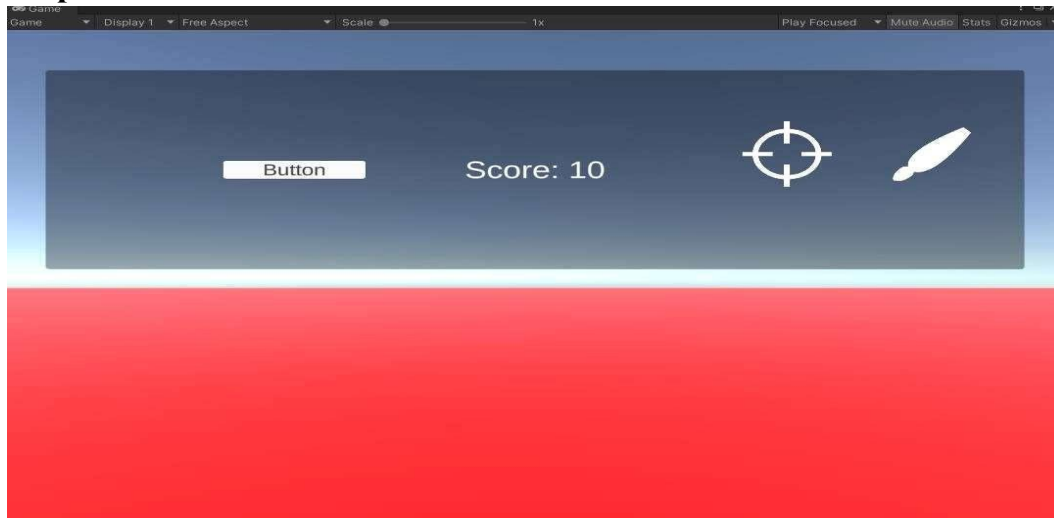 Game
Game Display 1 Free Aspect Scale 1x Play Focused Mute Audio Stats Gizmos
Button Score: 10